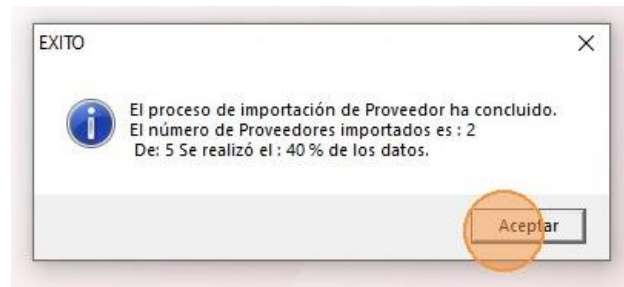 EXITO
El proceso de importación de Proveedor ha concluido.
El número de Proveedores importados es : 2
De: 5 Se realizó el : 40 % de los datos.
Aceptar